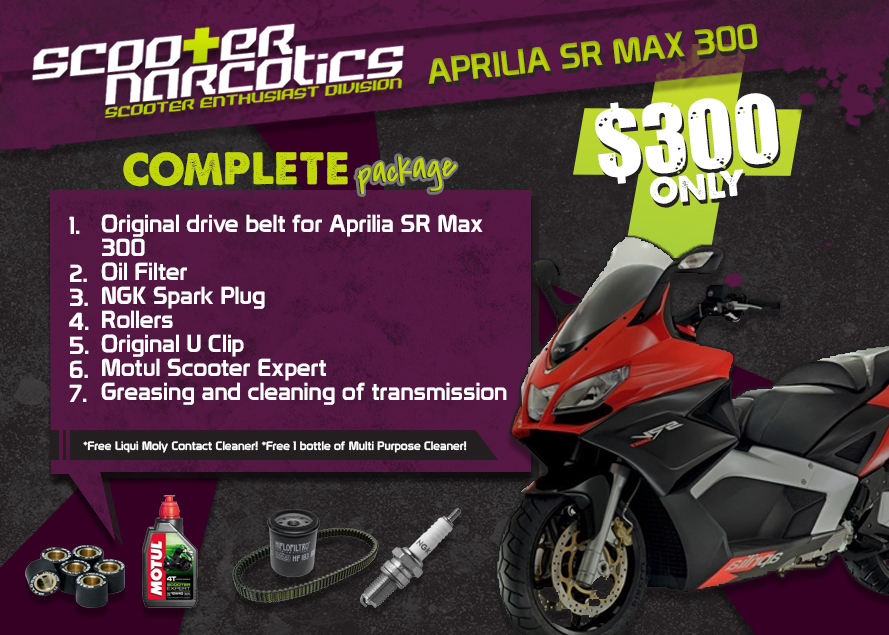 scooter
narcotics
SCOOTER ENTHUSIAST DIVISION
APRILIA SR MAX 300
$300
ONLY
COMPLETE package
1. Original drive belt for Aprilia SR Max
300
2. Oil Filter
3. NGK Spark Plug
4. Rollers
5. Original U Clip
6. Motul Scooter Expert
7. Greasing and cleaning of transmission
*Free Liqui Moly Contact Cleaner! *Free 1 bottle of Multi Purpose Cleaner!
MOTUL
4T
SCOOTER
EXPERT
HIFLOFILTRO
NGK
aprilia